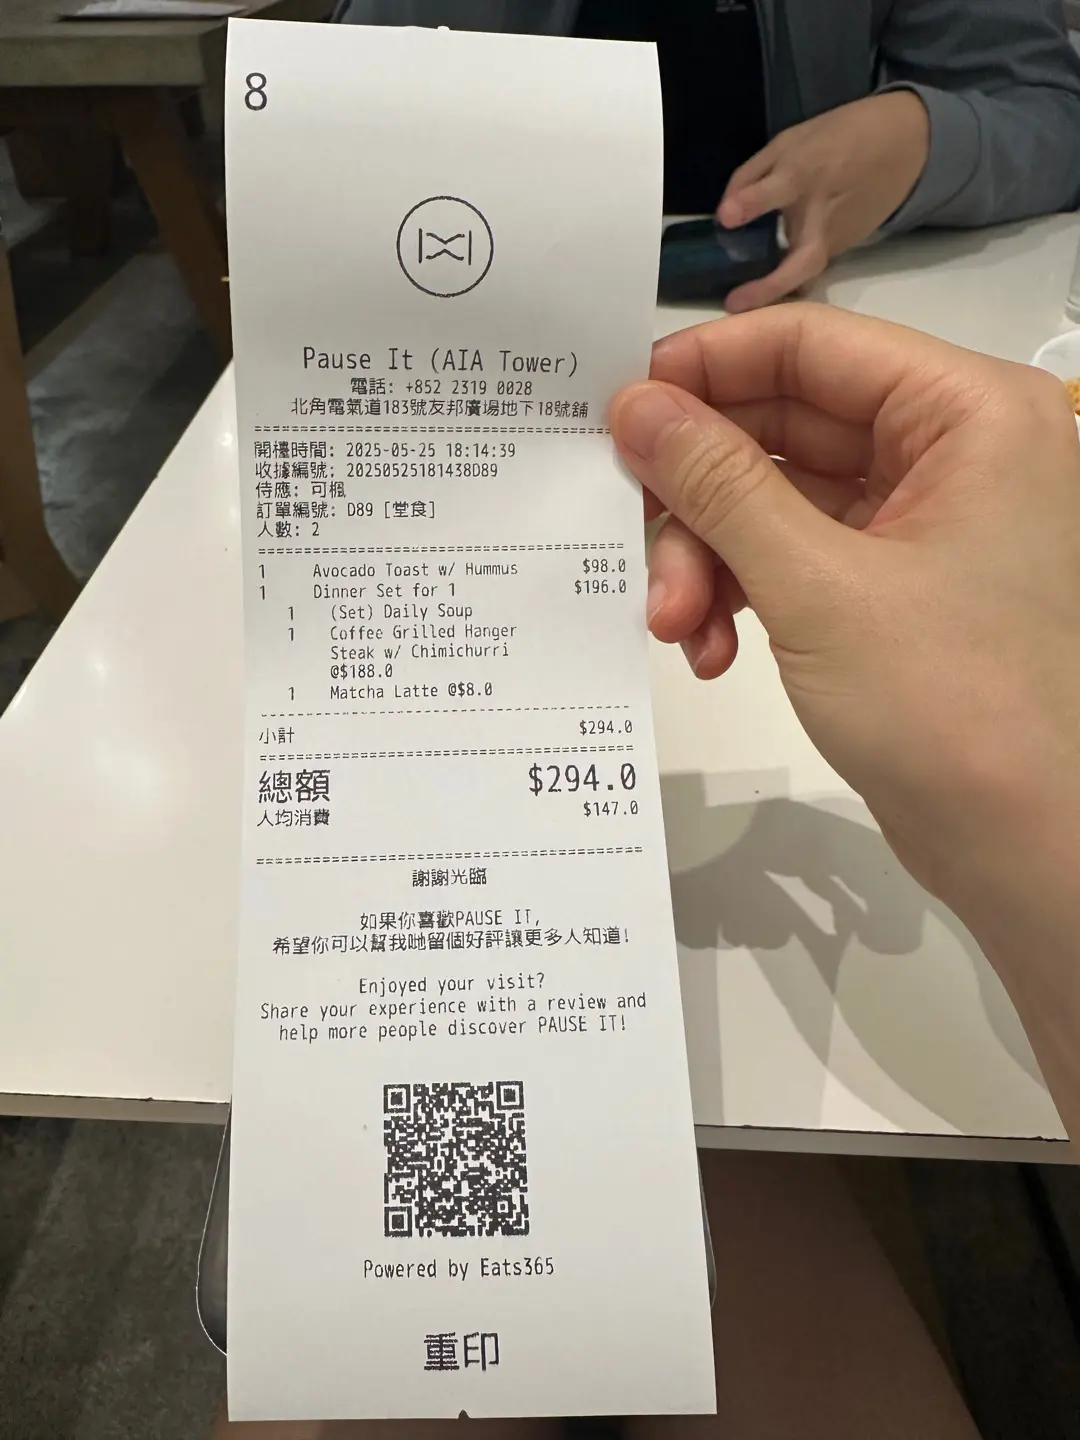 8
Pause It (AIA Tower)
電話: +852 2319 0028
北角電氣道183號友邦廣場地下18號舖
開檯時間: 2025-05-25 18:14:39
收據編號: 20250525181438D89
侍應: 可楓
訂單編號: D89 [堂食]
人數: 2
1 Avocado Toast w/ Hummus $98.0
1 Dinner Set for 1 $196.0
1 (Set) Daily Soup
1 Coffee Grilled Hanger
Steak w/ Chimichurri
@$188.0
1 Matcha Latte @$8.0
小計 $294.0
總額 $294.0
人均消費 $147.0
謝謝光臨
如果你喜歡PAUSE IT,
希望你可以幫我哋留個好評讓更多人知道!
Enjoyed your visit?
Share your experience with a review and
help more people discover PAUSE IT!
Powered by Eats365
重印